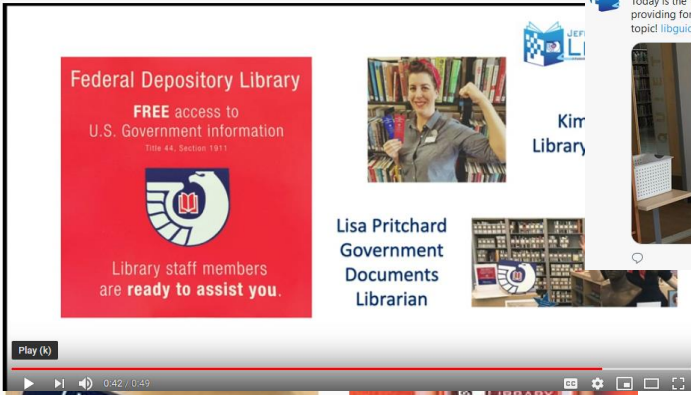 Federal Depository Library
FREE access to
U.S. Government information
Title 44, Section 1911
Library staff members
are ready to assist you.
Kim
Library
Lisa Pritchard
Government
Documents
Librarian
Today is the
providing for
topic! libguid
Play (k)
0:42 / 0:49